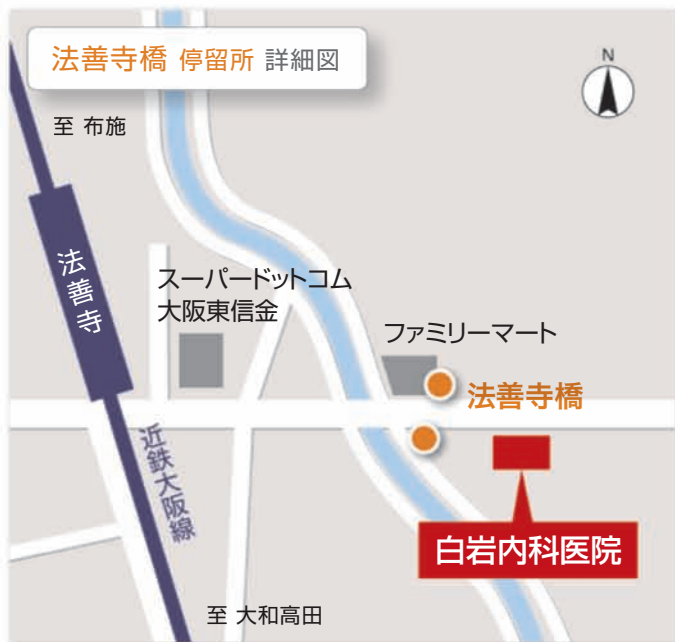 法善寺橋 停留所 詳細図
N
至 布施
法善寺
スーパードットコム
大阪東信金
ファミリーマート
法善寺橋
近鉄大阪線
白岩内科医院
至 大和高田